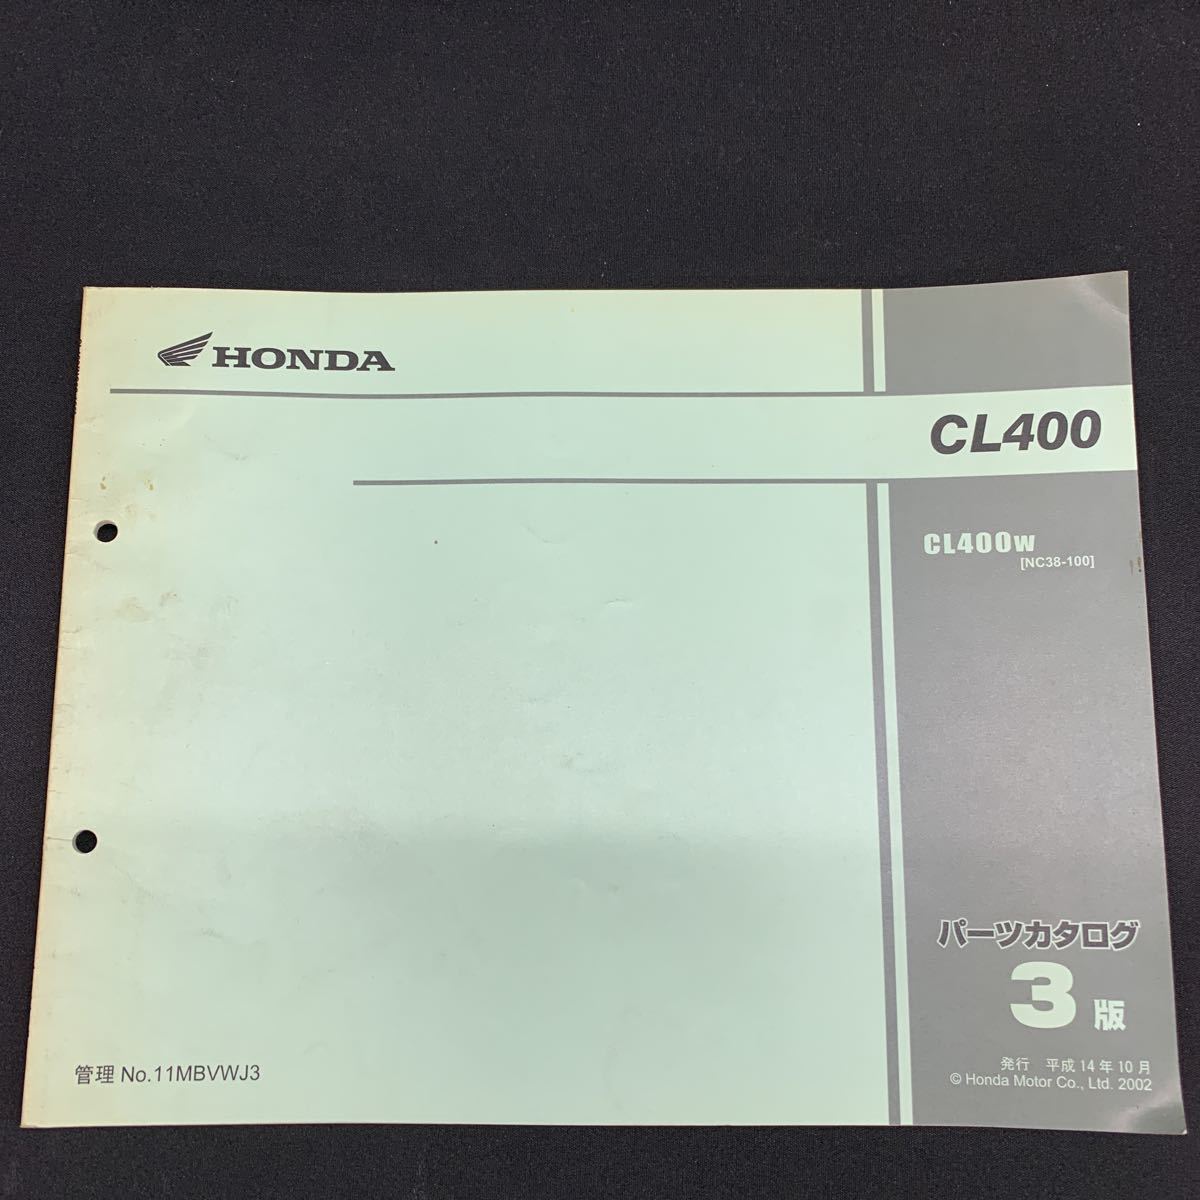 HONDA
CL400
CL400W
[NC38-100]
パーツカタログ
3版
発行 平成14年10月
© Honda Motor Co., Ltd. 2002
管理 No.11MBVWJ3